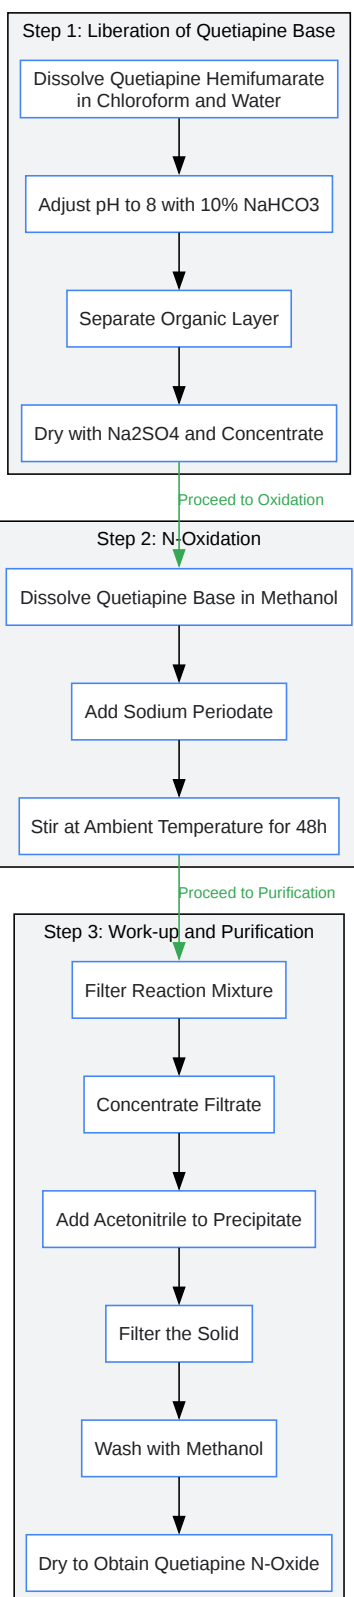 Step 1: Liberation of Quetiapine Base
Dissolve Quetiapine Hemifumarate
in Chloroform and Water
Adjust pH to 8 with 10% NaHCO3
Separate Organic Layer
Dry with Na2SO4 and Concentrate
Proceed to Oxidation
Step 2: N-Oxidation
Dissolve Quetiapine Base in Methanol
Add Sodium Periodate
Stir at Ambient Temperature for 48h
Proceed to Purification
Step 3: Work-up and Purification
Filter Reaction Mixture
Concentrate Filtrate
Add Acetonitrile to Precipitate
Filter the Solid
Wash with Methanol
Dry to Obtain Quetiapine N-Oxide